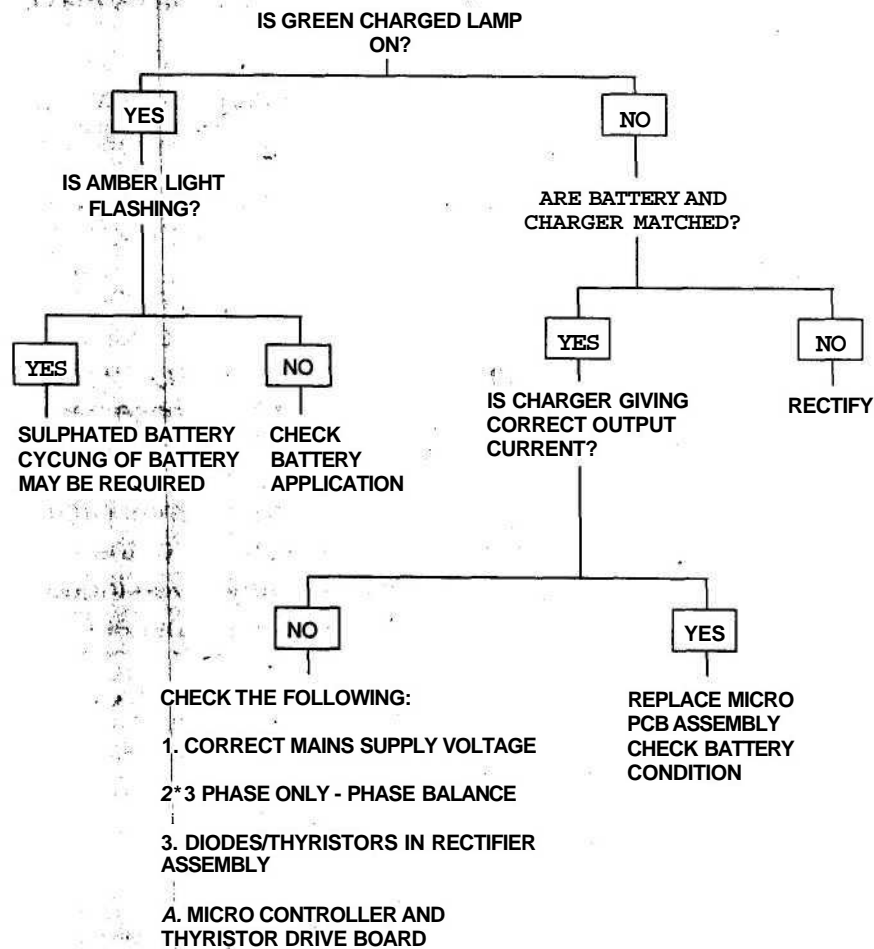 IS GREEN CHARGED LAMP
ON?
YES
NO
IS AMBER LIGHT
FLASHING?
ARE BATTERY AND
CHARGER MATCHED?
YES
NO
YES
NO
SULPHATED BATTERY
CYCUNG OF BATTERY
MAY BE REQUIRED
CHECK
BATTERY
APPLICATION
IS CHARGER GIVING
CORRECT OUTPUT
CURRENT?
RECTIFY
NO
YES
CHECK THE FOLLOWING:
1. CORRECT MAINS SUPPLY VOLTAGE
2* 3 PHASE ONLY - PHASE BALANCE
3. DIODES/THYRISTORS IN RECTIFIER
ASSEMBLY
A. MICRO CONTROLLER AND
THYRISTOR DRIVE BOARD
REPLACE MICRO
PCB ASSEMBLY
CHECK BATTERY
CONDITION